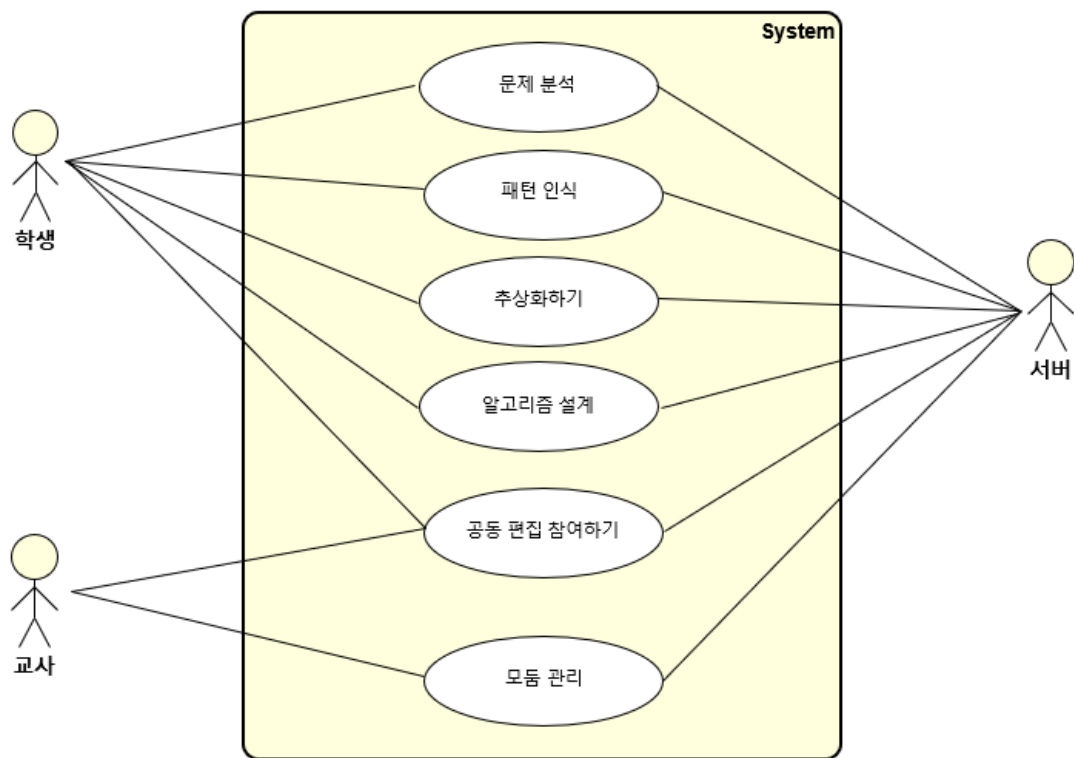 System
문제 분석
패턴 인식
학생
추상화하기
서버
알고리즘 설계
공동 편집 참여하기
교사
모둠 관리